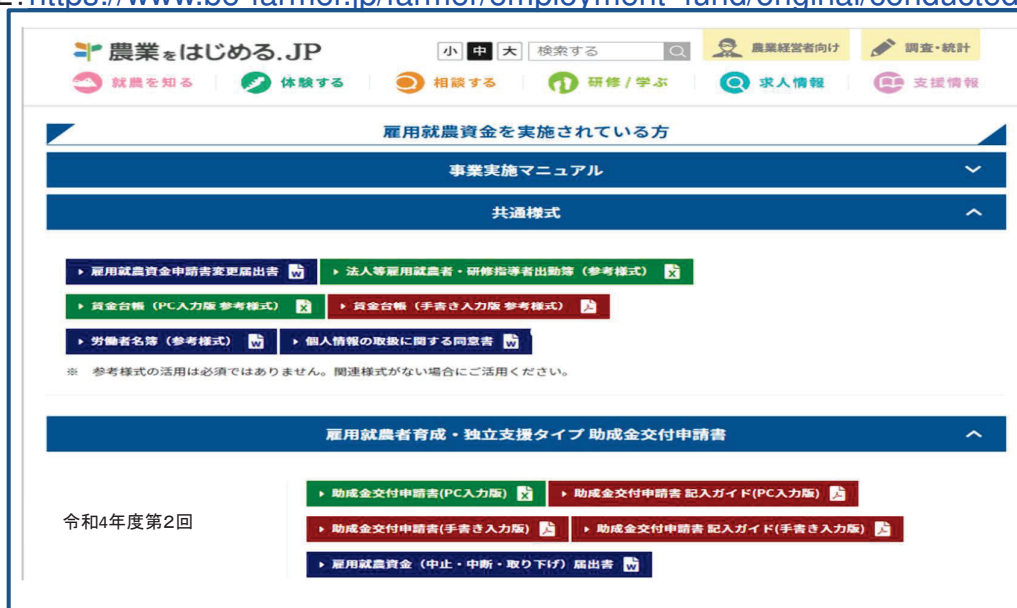 https://www.be-farmer.jp/farmer/employment_fund/original/conducted
農業をはじめる.JP 小 中 大 検索する 農業経営者向け 調査・統計
就農を知る 体験する 相談する 研修/学ぶ 求人情報 支援情報
雇用就農資金を実施されている方
事業実施マニュアル
共通様式
雇用就農資金申請書変更届出書 法人等雇用就農者・研修指導者出勤簿(参考様式)
賃金台帳(PC入力版 参考様式) 賃金台帳(手書き入力版 参考様式)
労働者名簿(参考様式) 個人情報の取扱に関する同意書
※ 参考様式の活用は必須ではありません。関連様式がない場合にご活用ください。
雇用就農者育成・独立支援タイプ 助成金交付申請書
助成金交付申請書(PC入力版) 助成金交付申請書 記入ガイド(PC入力版)
令和4年度第2回
助成金交付申請書(手書き入力版) 助成金交付申請書 記入ガイド(手書き入力版)
雇用就農資金(中止・中断・取り下げ)届出書